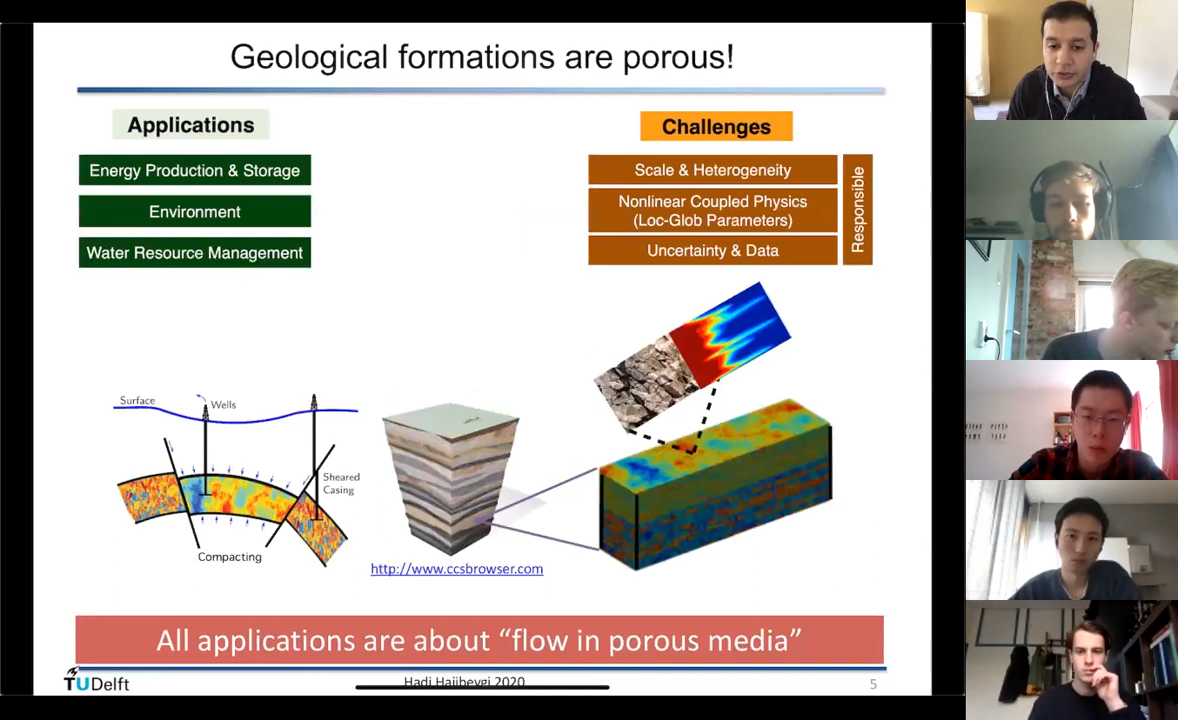 Geological formations are porous!
Applications
Energy Production & Storage
Environment
Water Resource Management
Challenges
Scale & Heterogeneity
Nonlinear Coupled Physics
(Loc-Glob Parameters)
Uncertainty & Data
Responsible
Surface
Wells
Sheared
Casing
Compacting
http://www.ccsbrowser.com
All applications are about “flow in porous media”
TUDelft
Hadi Hajibeygi 2020
5